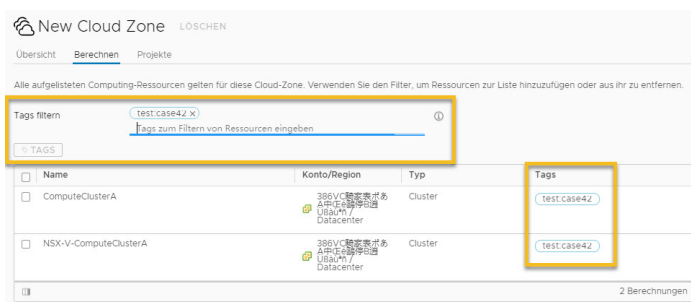 New Cloud Zone LÖSCHEN
Übersicht Berechnen Projekte
Alle aufgelisteten Computing-Ressourcen gelten für diese Cloud-Zone. Verwenden Sie den Filter, um Ressourcen zur Liste hinzuzufügen oder aus ihr zu entfernen.
Tags filtern
test:case42 ×
Tags zum Filtern von Ressourcen eingeben
TAGS
Name Konto/Region Typ Tags
ComputeClusterA
Cluster test:case42
Datacenter
NSX-V-ComputeClusterA
Cluster test:case42
Datacenter
2 Berechnungen